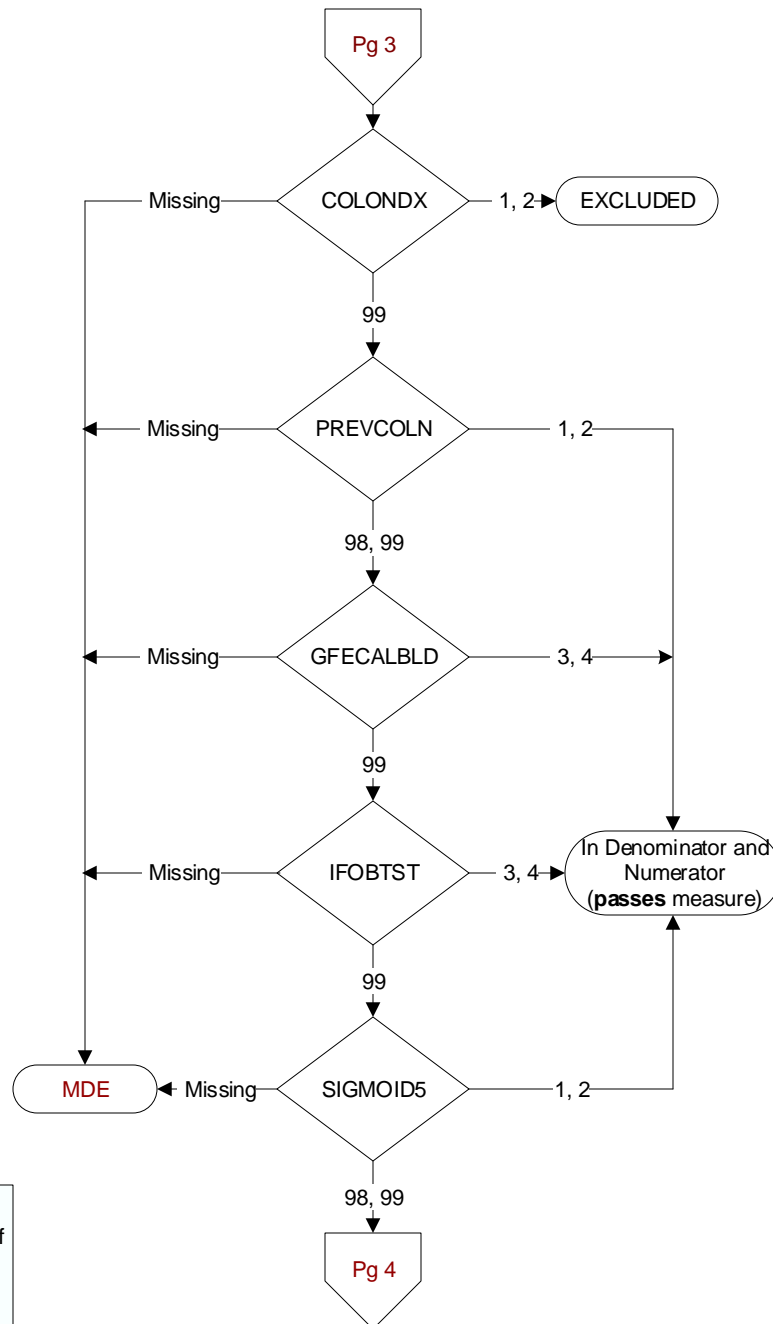 Pg 3
Missing
COLONDX
1, 2
EXCLUDED
99
Missing
PREVCOLN
1, 2
98, 99
Missing
GFECALBLD
3, 4
99
Missing
IFOBTST
3, 4
In Denominator and
Numerator
(passes measure)
99
MDE
Missing
SIGMOID5
1, 2
98, 99
f
Pg 4